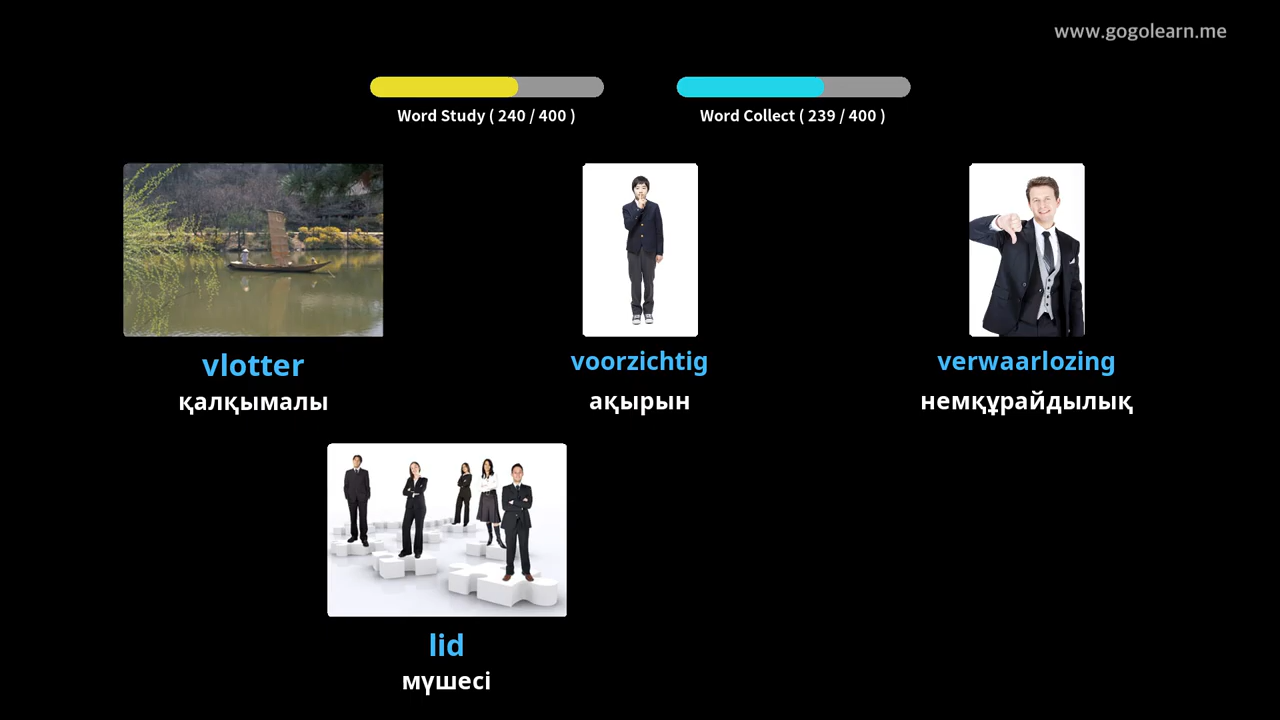 www.gogolearn.me
Word Study ( 240 / 400 )
Word Collect ( 239 / 400 )
vlotter
қалқымалы
voorzichtig
ақырын
verwaarlozing
немқұрайдылық
lid
мүшесі